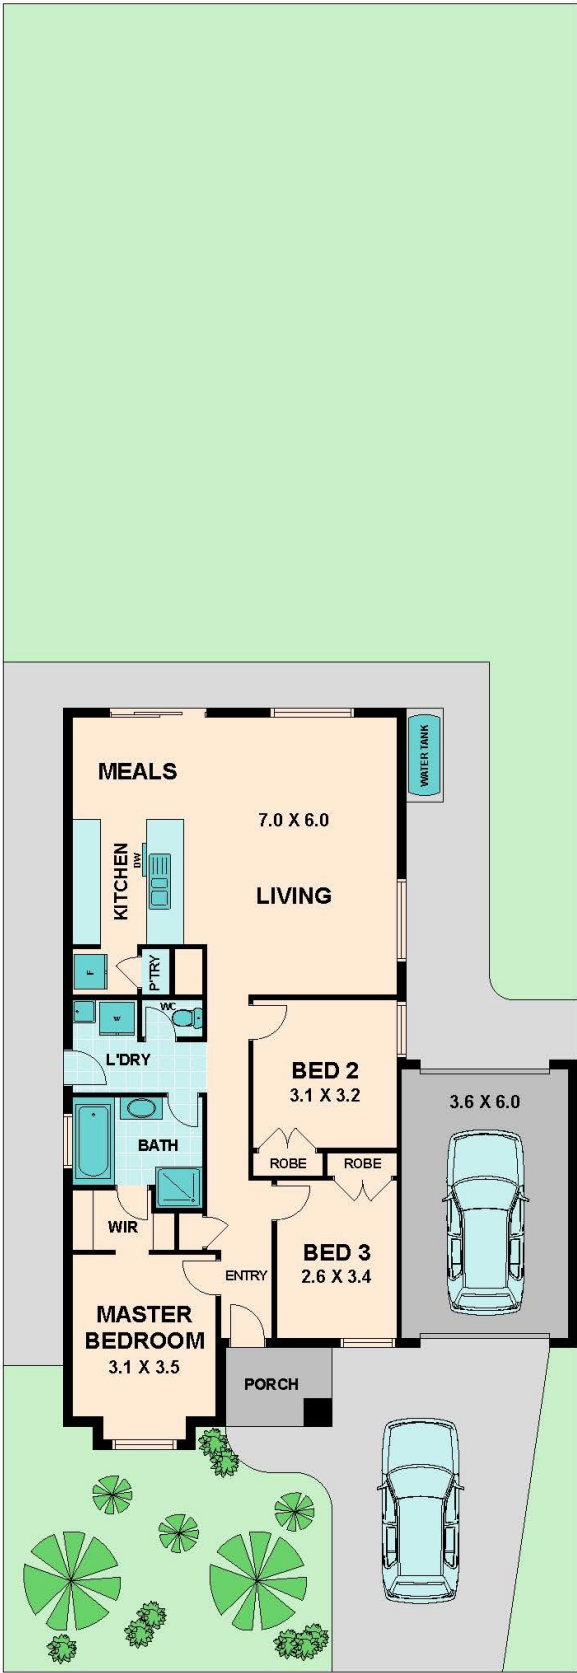 WATER TANK
MEALS
7.0 X 6.0
KITCHEN
DW
LIVING
F
P'TRY
WC
W
L'DRY
BED 2
3.1 X 3.2
3.6 X 6.0
BATH
ROBE
ROBE
WIR
BED 3
2.6 X 3.4
ENTRY
MASTER
BEDROOM
3.1 X 3.5
PORCH